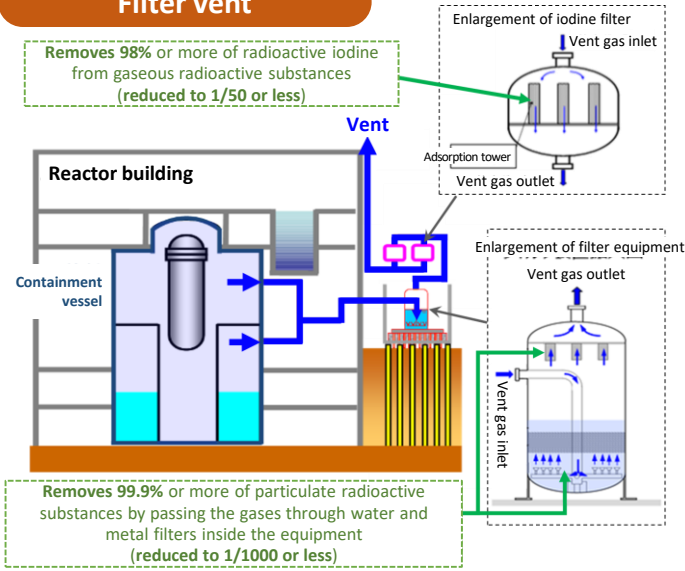 Filter vent
Enlargement of iodine filter
Vent gas inlet
Removes 98% or more of radioactive iodine
from gaseous radioactive substances
(reduced to 1/50 or less)
Vent
Adsorption tower
Vent gas outlet
Reactor building
Enlargement of filter equipment
Vent gas outlet
Containment
vessel
Vent gas inlet
Removes 99.9% or more of particulate radioactive
substances by passing the gases through water and
metal filters inside the equipment
(reduced to 1/1000 or less)